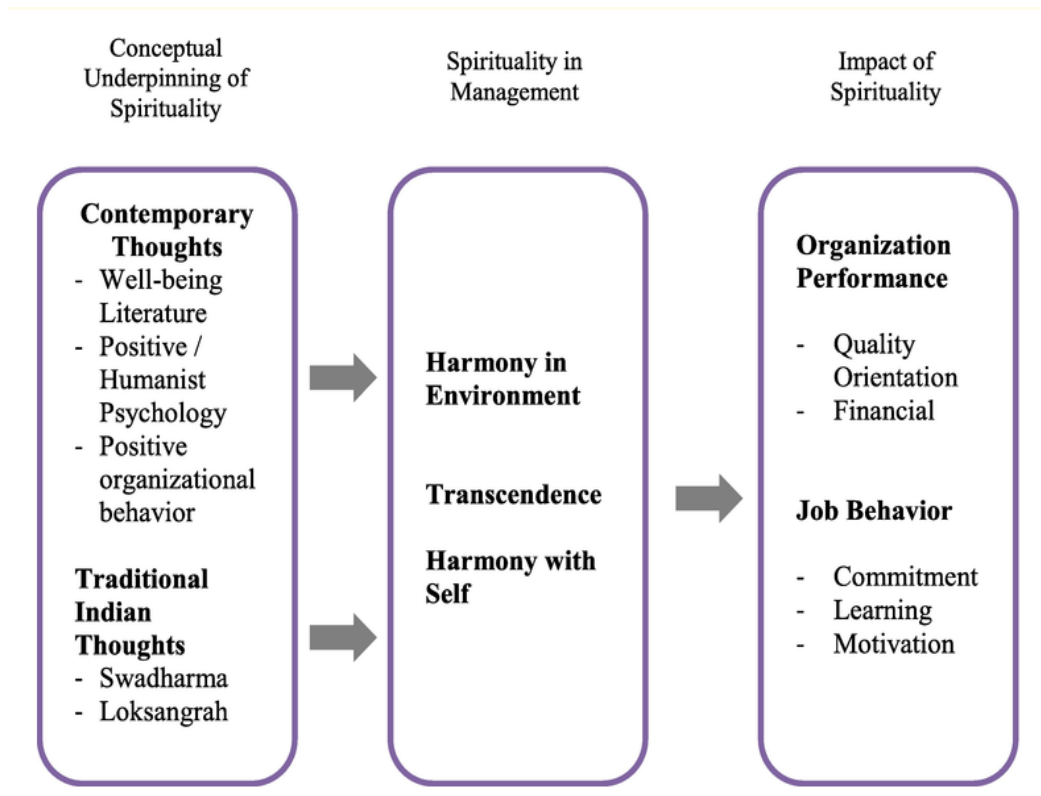 Conceptual
Underpinning of
Spirituality
Spirituality in
Management
Impact of
Spirituality
Contemporary
Thoughts
- Well-being
Literature
- Positive /
Humanist
Psychology
- Positive
organizational
behavior
Traditional
Indian
Thoughts
- Swadharma
- Loksangrah
Harmony in
Environment
Transcendence
Harmony with
Self
Organization
Performance
- Quality
Orientation
- Financial
Job Behavior
- Commitment
- Learning
- Motivation